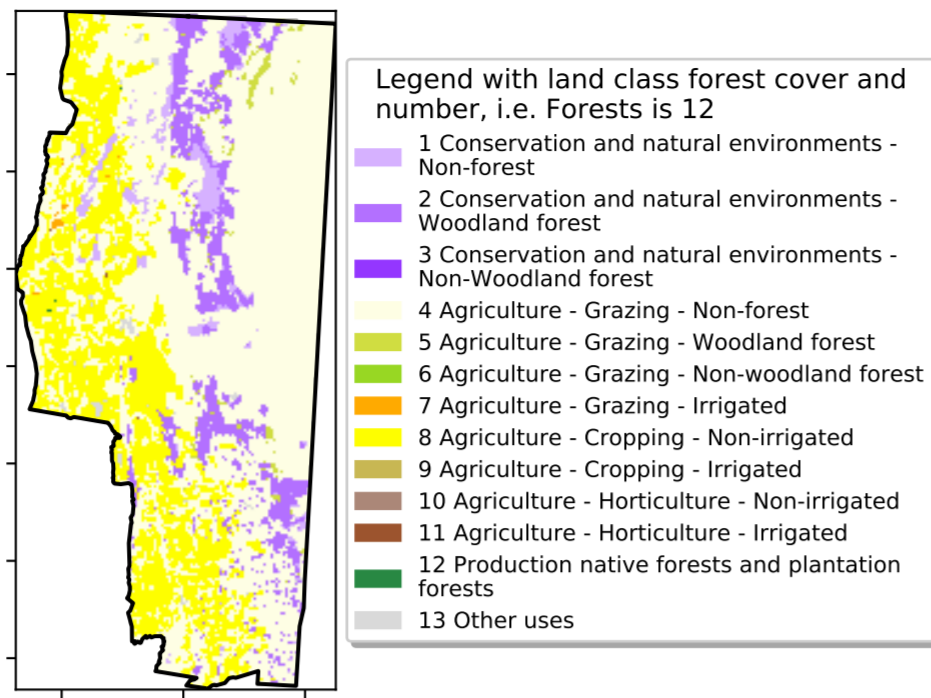 Legend with land class forest cover and
number, i.e. Forests is 12
1 Conservation and natural environments -
Non-forest
2 Conservation and natural environments -
Woodland forest
3 Conservation and natural environments -
Non-Woodland forest
4 Agriculture - Grazing - Non-forest
5 Agriculture - Grazing - Woodland forest
6 Agriculture - Grazing - Non-woodland forest
7 Agriculture - Grazing - Irrigated
8 Agriculture - Cropping - Non-irrigated
9 Agriculture - Cropping - Irrigated
10 Agriculture - Horticulture - Non-irrigated
11 Agriculture - Horticulture - Irrigated
12 Production native forests and plantation
forests
13 Other uses